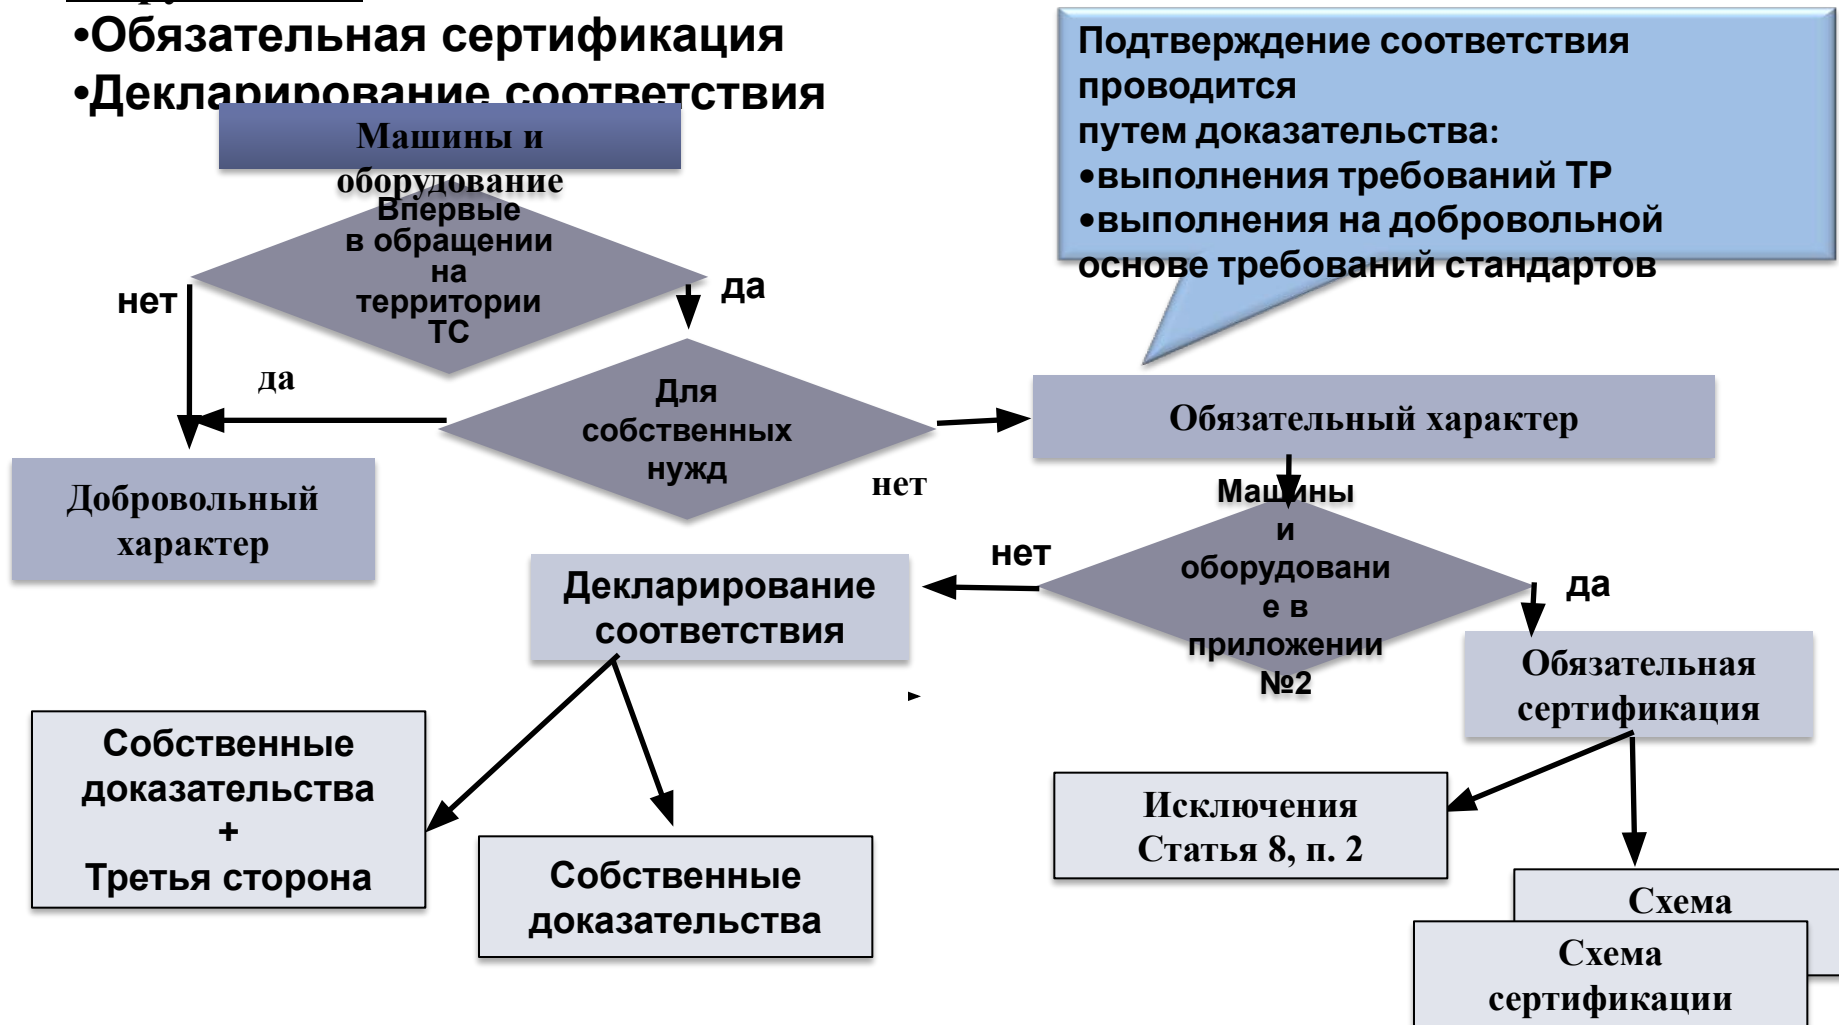 •Обязательная сертификация
•Декларирование соответствия
Подтверждение соответствия
проводится
путем доказательства:
•выполнения требований ТР
•выполнения на добровольной
основе требований стандартов
Машины и
оборудование
Впервые
в обращении
на
территории
ТС
нет
да
да
Для
собственных
нужд
нет
Обязательный характер
Добровольный
характер
Машины
и
оборудовани
е в
приложении
№2
нет
да
Декларирование
соответствия
Обязательная
сертификация
Собственные
доказательства
+
Третья сторона
Собственные
доказательства
Исключения
Статья 8, п. 2
Схема
Схема
сертификации